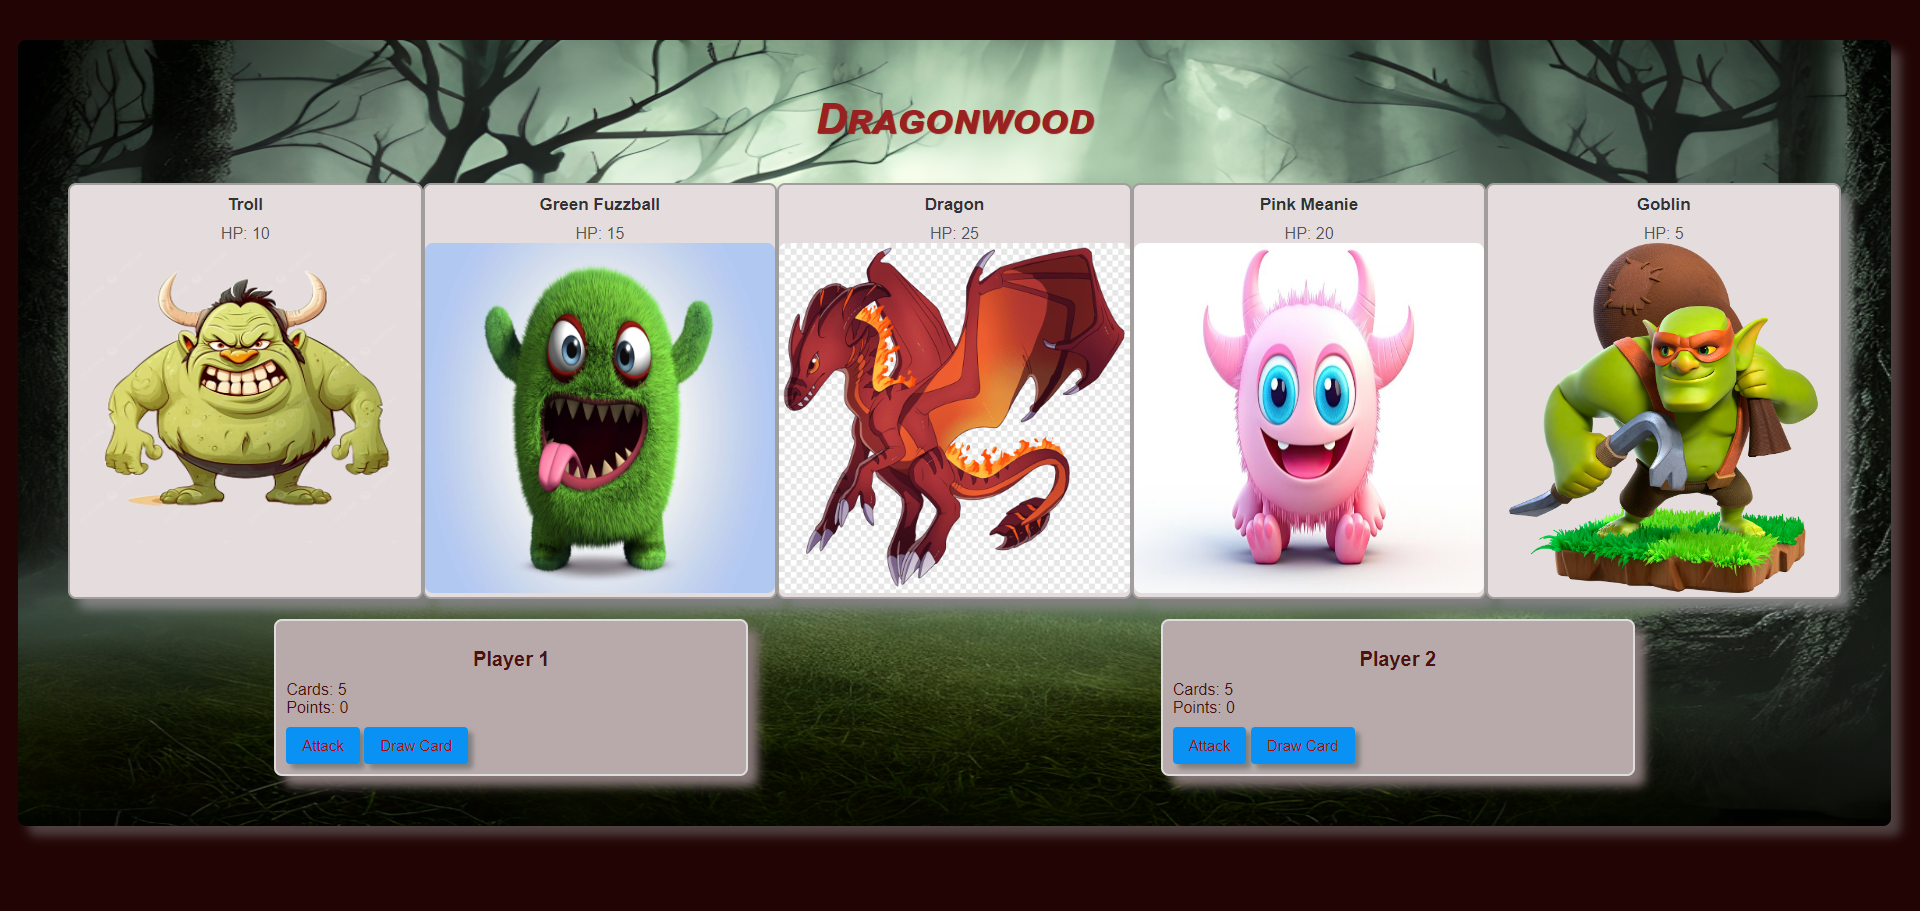 Dragonwood
Troll
HP: 10
Green Fuzzball
HP: 15
Dragon
HP: 25
Pink Meanie
HP: 20
Goblin
HP: 5
Player 1
Cards: 5
Points: 0
Attack Draw Card
Player 2
Cards: 5
Points: 0
Attack Draw Card